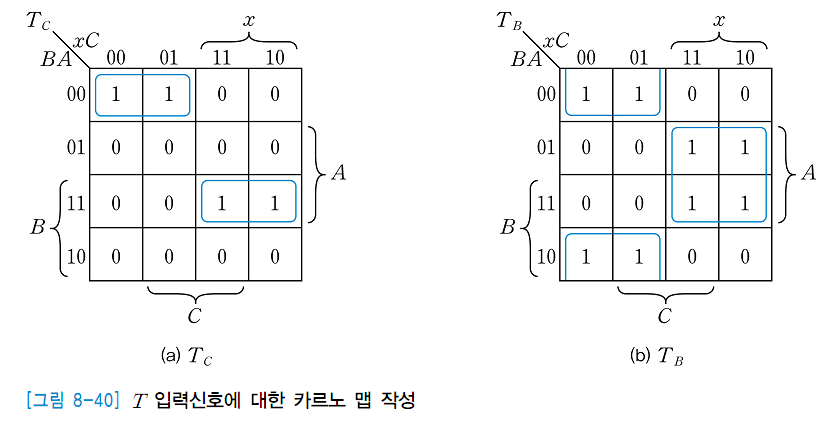 T_C xC BA x
00 01 11 10
00 1 1 0 0
01 0 0 0 0
A
B
11 0 0 1 1
10 0 0 0 0
C
(a) T_C
T_B xC BA x
00 01 11 10
00 1 1 0 0
01 0 0 1 1
A
B
11 0 0 1 1
10 1 1 0 0
C
(b) T_B
[그림 8-40] T 입력신호에 대한 카르노 맵 작성